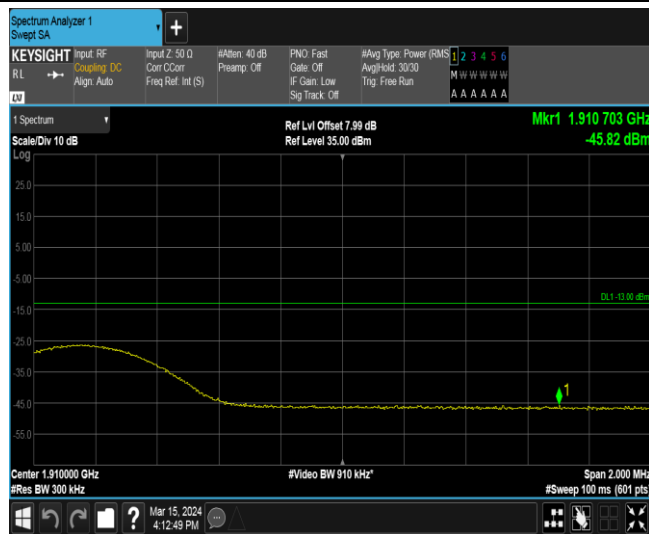 Spectrum Analyzer 1
Swept SA
+
KEYSIGHT
RL
LXI
Input: RF
Coupling: DC
Align: Auto
Input Z: 50 Ω
Corr CCorr
Freq Ref: Int (S)
#Atten: 40 dB
Preamp: Off
PNO: Fast
Gate: Off
IF Gain: Low
Sig Track: Off
#Avg Type: Power (RMS
Avg|Hold: 30/30
Trig: Free Run
1 2 3 4 5 6
M W W W W W
A A A A A A
1 Spectrum
Scale/Div 10 dB
Log
Ref Lvl Offset 7.99 dB
Ref Level 35.00 dBm
Mkr1 1.910 703 GHz
-45.82 dBm
25.0
15.0
5.00
-5.00
DL1 -13.00 dBm
-15.0
-25.0
-35.0
1
-45.0
-55.0
Center 1.910000 GHz
#Video BW 910 kHz*
Span 2.000 MHz
#Res BW 300 kHz
#Sweep 100 ms (601 pts)
?
Mar 15, 2024
4:12:49 PM